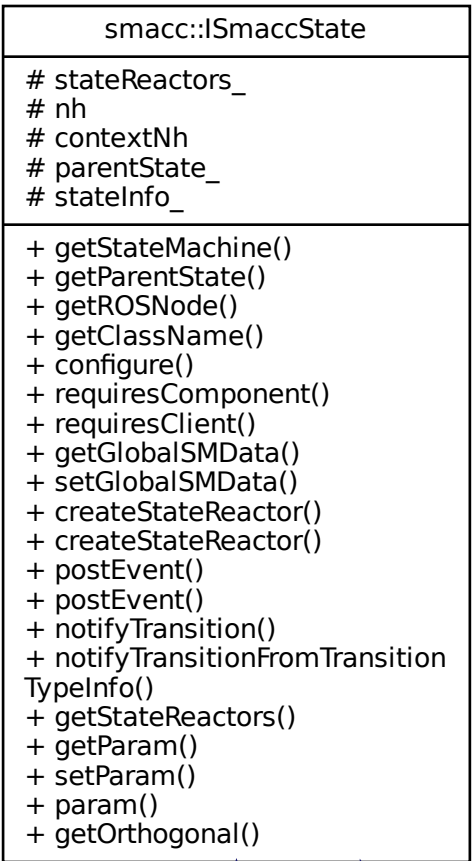 smacc::ISmaccState
# stateReactors_
# nh
# contextNh
# parentState_
# stateInfo_
+ getStateMachine()
+ getParentState()
+ getROSNode()
+ getClassName()
+ configure()
+ requiresComponent()
+ requiresClient()
+ getGlobalSMData()
+ setGlobalSMData()
+ createStateReactor()
+ createStateReactor()
+ postEvent()
+ postEvent()
+ notifyTransition()
+ notifyTransitionFromTransition
TypeInfo()
+ getStateReactors()
+ getParam()
+ setParam()
+ param()
+ getOrthogonal()